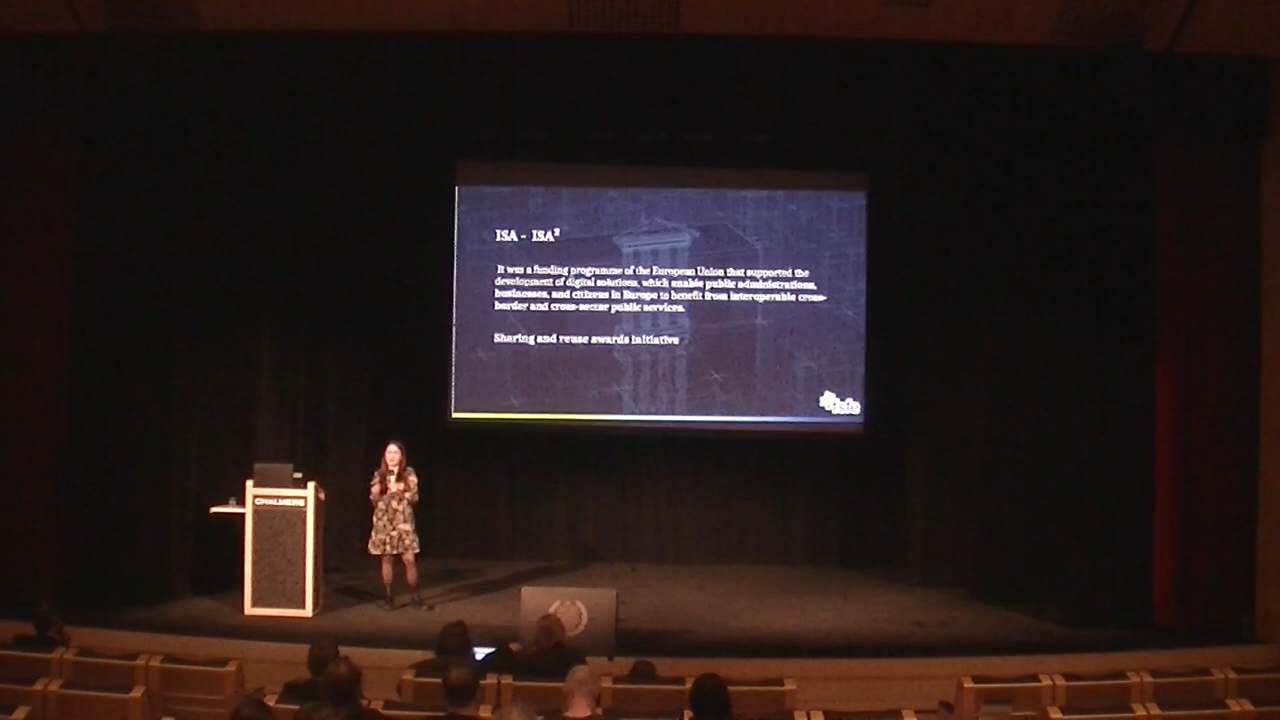 ISA - ISA²
It was a funding programme of the European Union that supported the
development of digital solutions, which enable public administrations,
businesses, and citizens in Europe to benefit from interoperable cross-
border and cross-sector public services.
Sharing and reuse awards initiative
CHALMERS